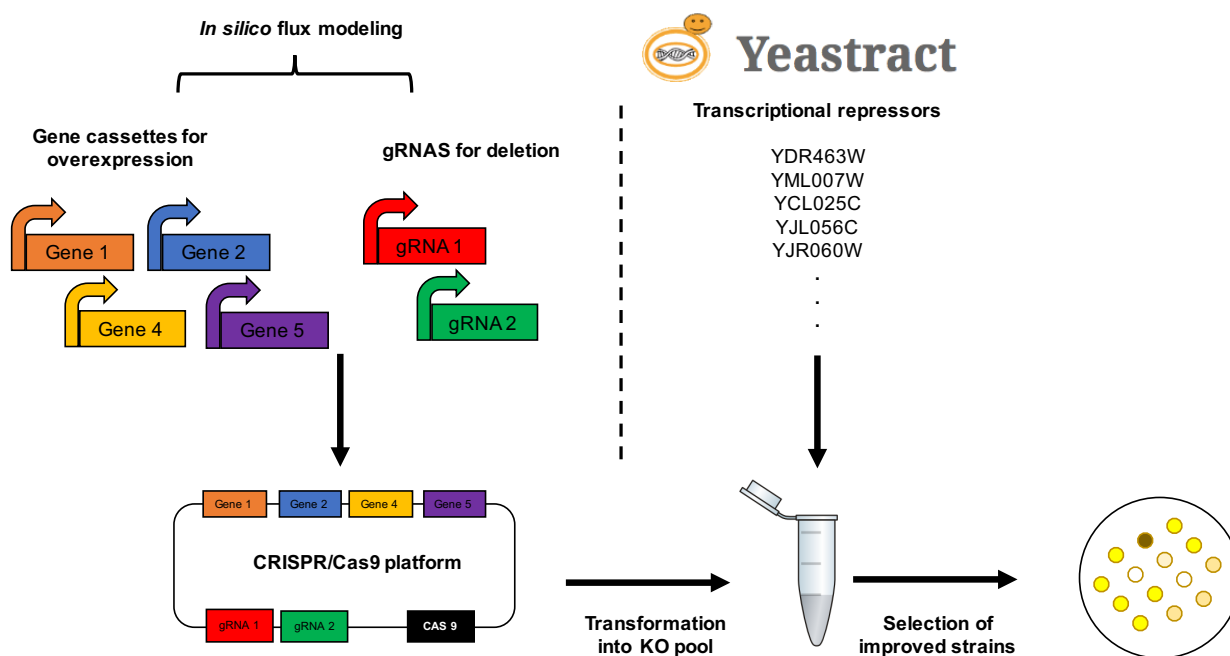 In silico flux modeling
Gene cassettes for
overexpression
gRNAS for deletion
Gene 1
Gene 2
gRNA 1
Gene 4
Gene 5
gRNA 2
Yeastract
Transcriptional repressors
YDR463W
YML007W
YCL025C
YJL056C
YJR060W
.
.
.
Gene 1
Gene 2
Gene 4
Gene 5
CRISPR/Cas9 platform
gRNA 1
gRNA 2
CAS 9
Transformation
into KO pool
Selection of
improved strains